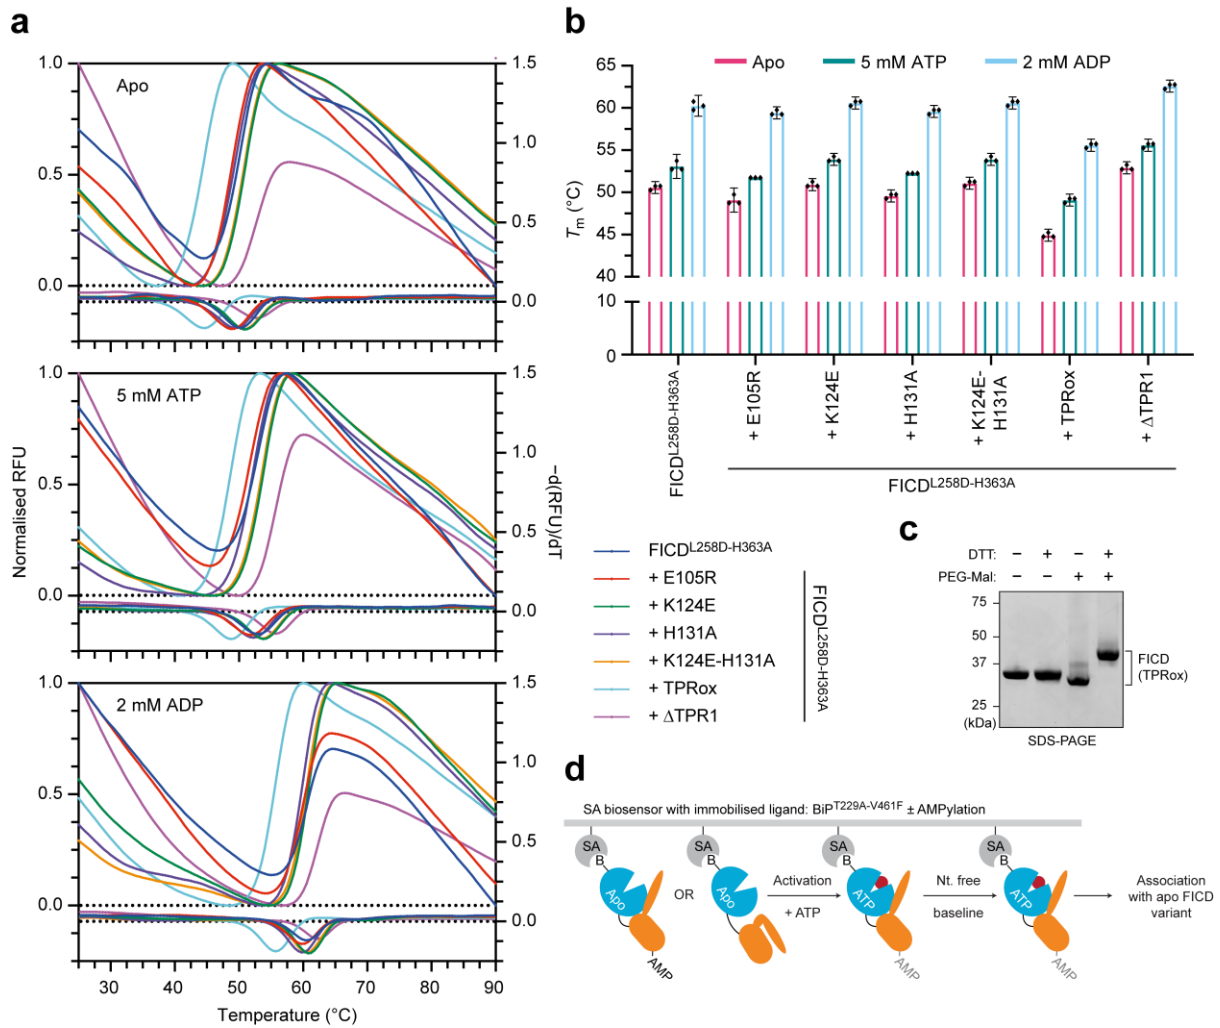 a
Apo
1.0
0.5
0.0
1.5
1.0
0.5
0.0
5 mM ATP
1.0
0.5
0.0
1.5
1.0
0.5
0.0
2 mM ADP
1.0
0.5
0.0
1.5
1.0
0.5
0.0
Normalised RFU
–d(RFU)/dT
30 40 50 60 70 80 90
Temperature (°C)
b
Apo 5 mM ATP 2 mM ADP
65
60
55
50
45
40
10
0
Tm (°C)
FICDL258D-H363A
+ E105R
+ K124E
+ H131A
+ K124E-
H131A
+ TPRox
+ ΔTPR1
FICDL258D-H363A
FICDL258D-H363A
+ E105R
+ K124E
+ H131A
+ K124E-H131A
+ TPRox
+ ΔTPR1
FICDL258D-H363A
c
DTT: – + – +
PEG-Mal: – – + +
75
50
37
25
(kDa)
FICD
(TPRox)
SDS-PAGE
d
SA biosensor with immobilised ligand: BiPT229A-V461F ± AMPylation
SA
B
Apo
AMP
OR
SA
B
Apo
Activation
+ ATP
SA
B
ATP
AMP
Nt. free
baseline
SA
B
ATP
AMP
Association
with apo FICD
variant